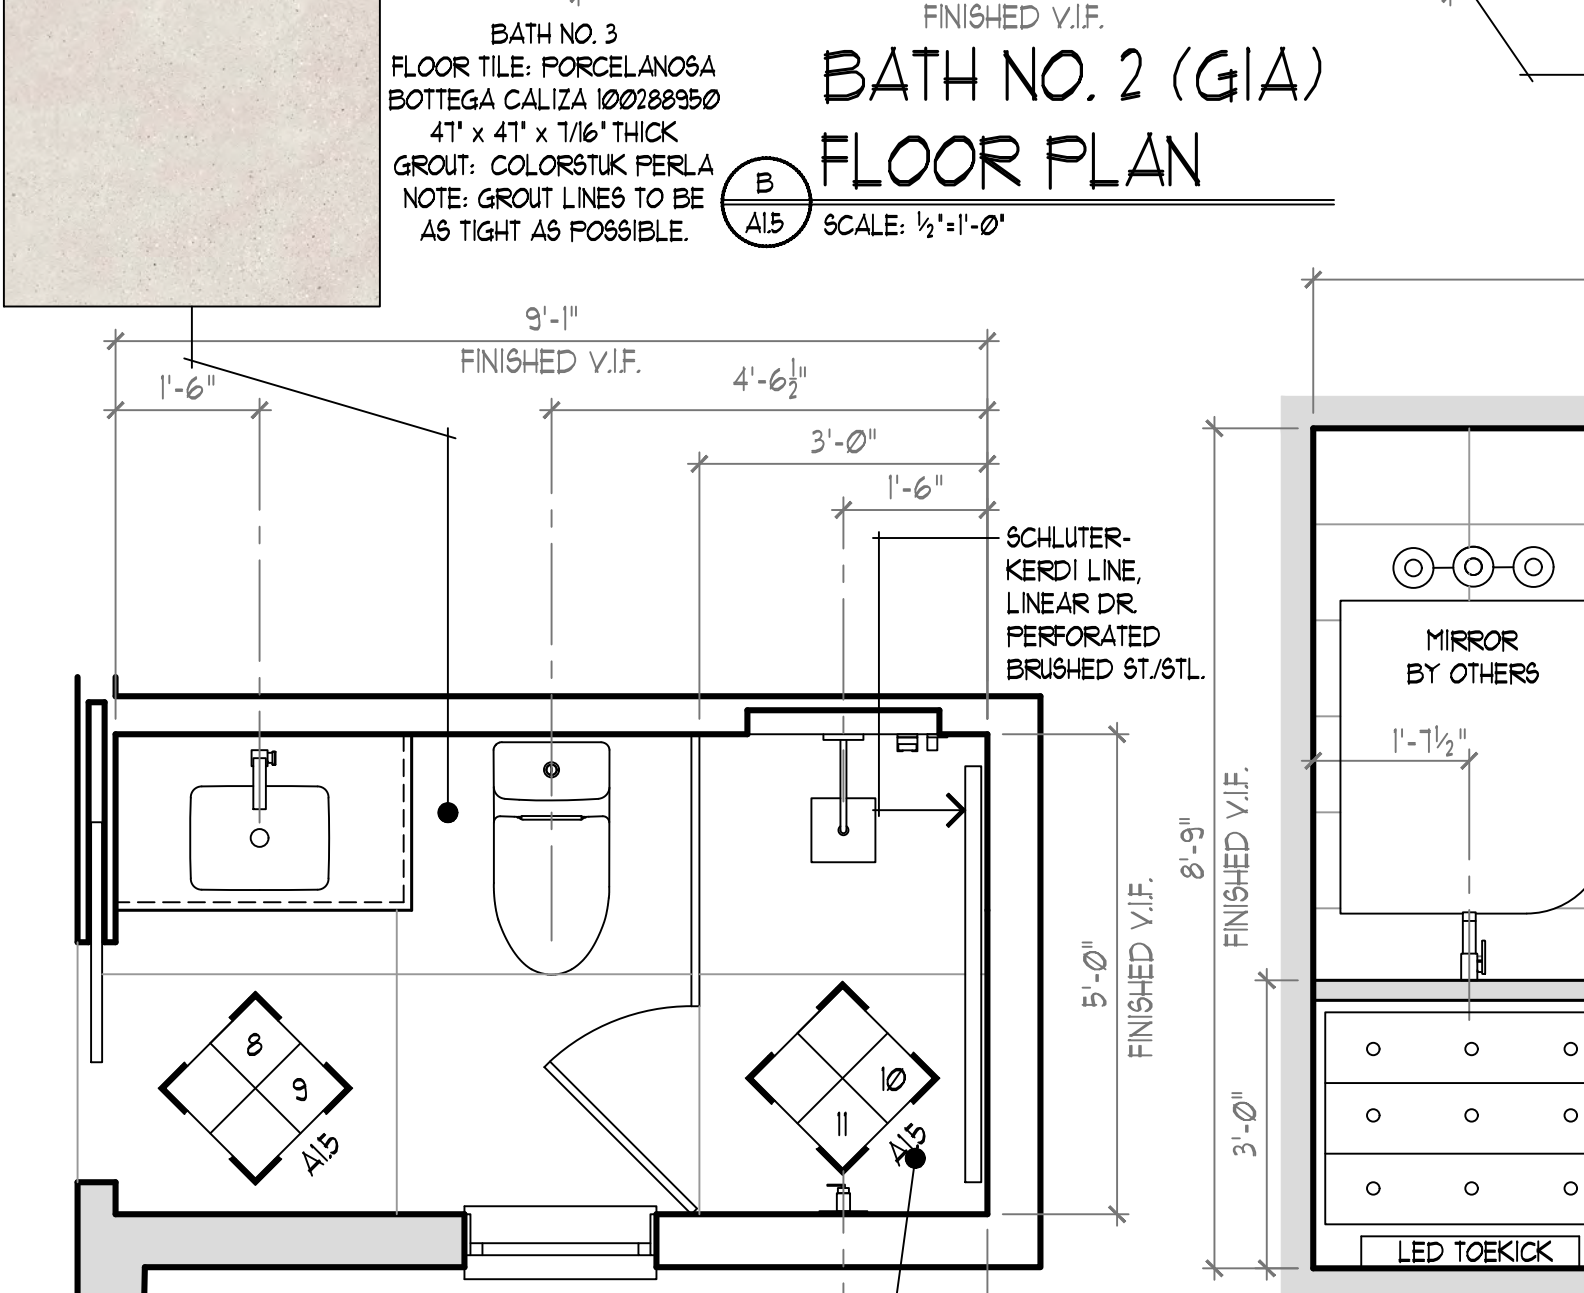 FINISHED V.I.F.
BATH NO. 3
FLOOR TILE: PORCELANOSA
BOTTEGA CALIZA 100288950
47" x 47" x 7/16" THICK
GROUT: COLORSTUK PERLA
NOTE: GROUT LINES TO BE
AS TIGHT AS POSSIBLE.
BATH NO. 2 (GIA)
FLOOR PLAN
B
A1.5
SCALE: ½"=1'-0"
9'-1"
FINISHED V.I.F.
1'-6"
4'-6½"
3'-0"
1'-6"
SCHLUTER-
KERDI LINE,
LINEAR DR.
PERFORATED
BRUSHED ST./STL.
5'-0"
FINISHED V.I.F.
8
9
A1.5
10
11
A1.5
8'-9"
FINISHED V.I.F.
3'-0"
MIRROR
BY OTHERS
1'-7½"
LED TOEKICK